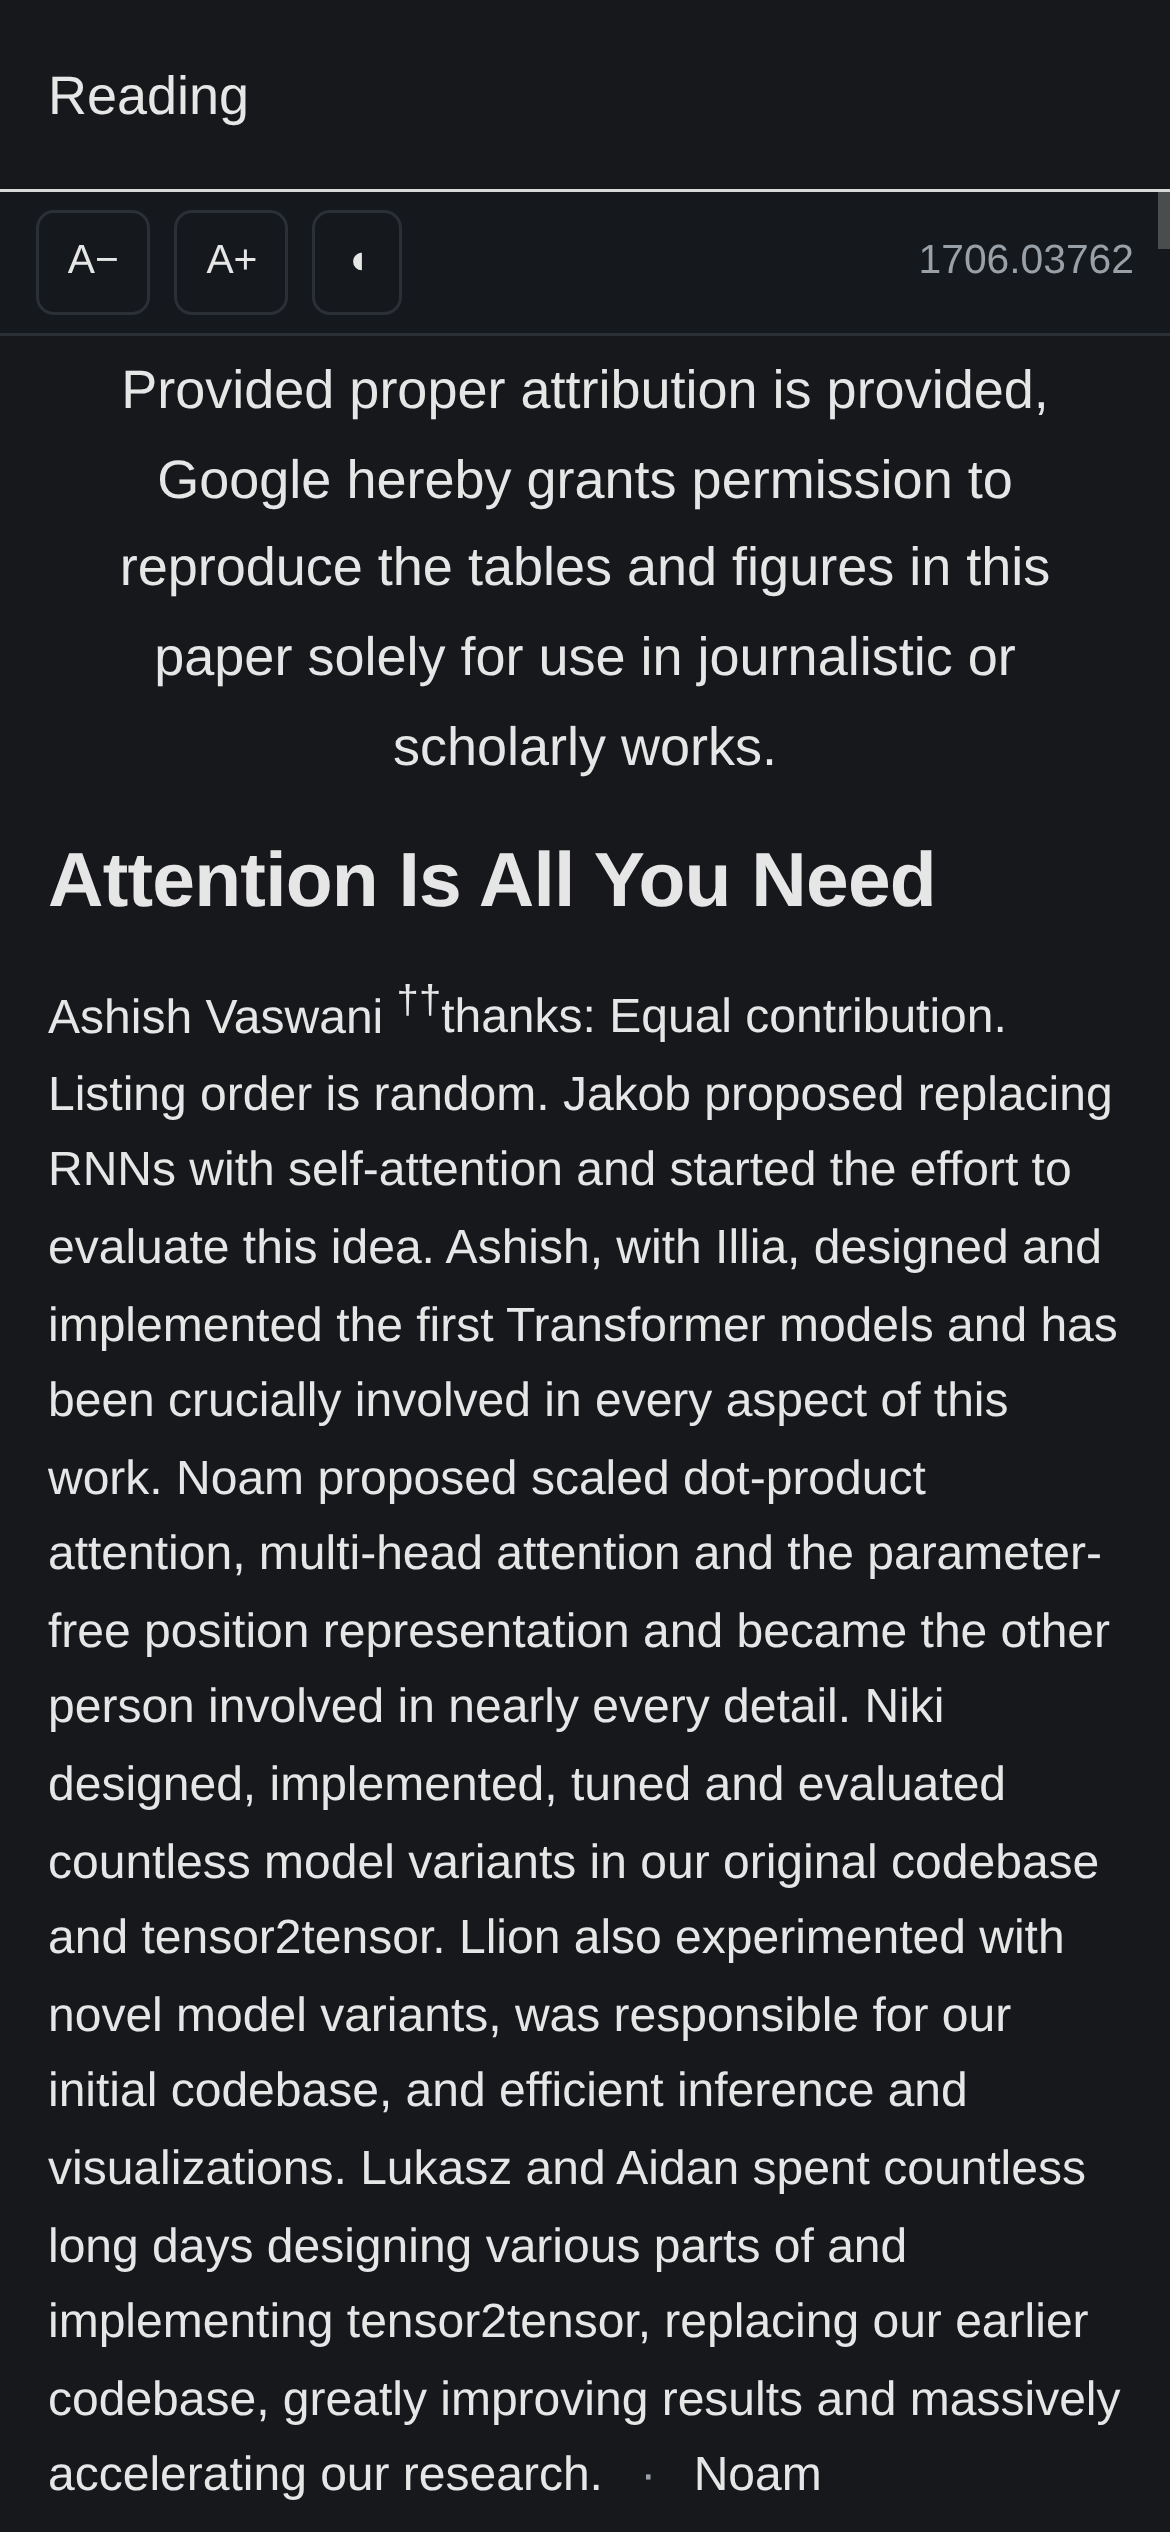 Reading
A−
A+
1706.03762
Provided proper attribution is provided,
Google hereby grants permission to
reproduce the tables and figures in this
paper solely for use in journalistic or
scholarly works.
Attention Is All You Need
Ashish Vaswani ††thanks: Equal contribution.
Listing order is random. Jakob proposed replacing
RNNs with self-attention and started the effort to
evaluate this idea. Ashish, with Illia, designed and
implemented the first Transformer models and has
been crucially involved in every aspect of this
work. Noam proposed scaled dot-product
attention, multi-head attention and the parameter-
free position representation and became the other
person involved in nearly every detail. Niki
designed, implemented, tuned and evaluated
countless model variants in our original codebase
and tensor2tensor. Llion also experimented with
novel model variants, was responsible for our
initial codebase, and efficient inference and
visualizations. Lukasz and Aidan spent countless
long days designing various parts of and
implementing tensor2tensor, replacing our earlier
codebase, greatly improving results and massively
accelerating our research. · Noam